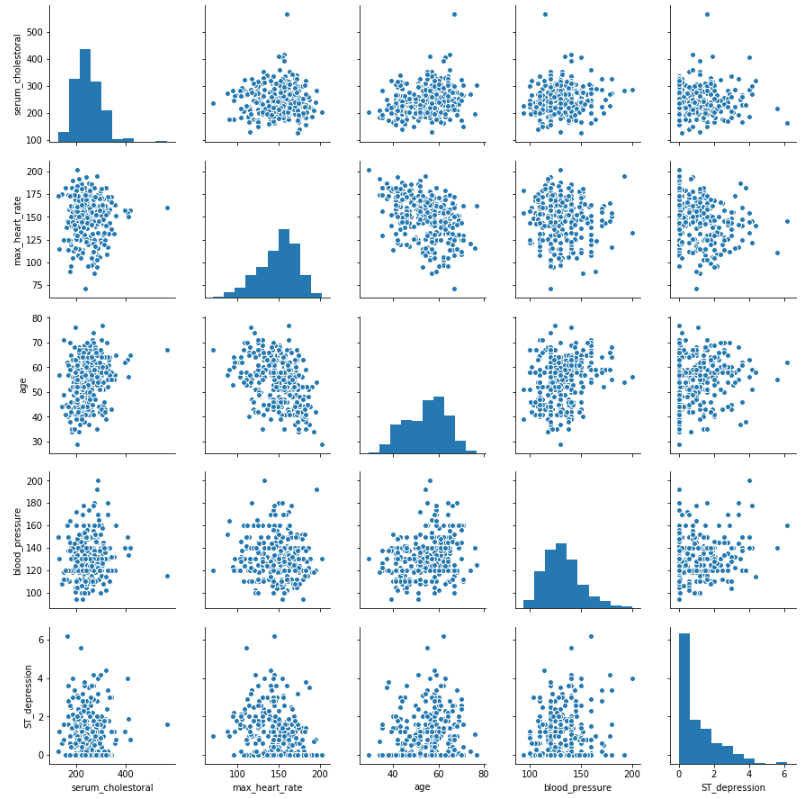 serum_cholestoral
500
400
300
200
100
max_heart_rate
200
175
150
125
100
75
age
80
70
60
50
40
30
blood_pressure
200
180
160
140
120
100
ST_depression
6
4
2
0
200 400
100 150 200
40 60 80
100 150 200
0 2 4 6
serum_cholestoral
max_heart_rate
age
blood_pressure
ST_depression